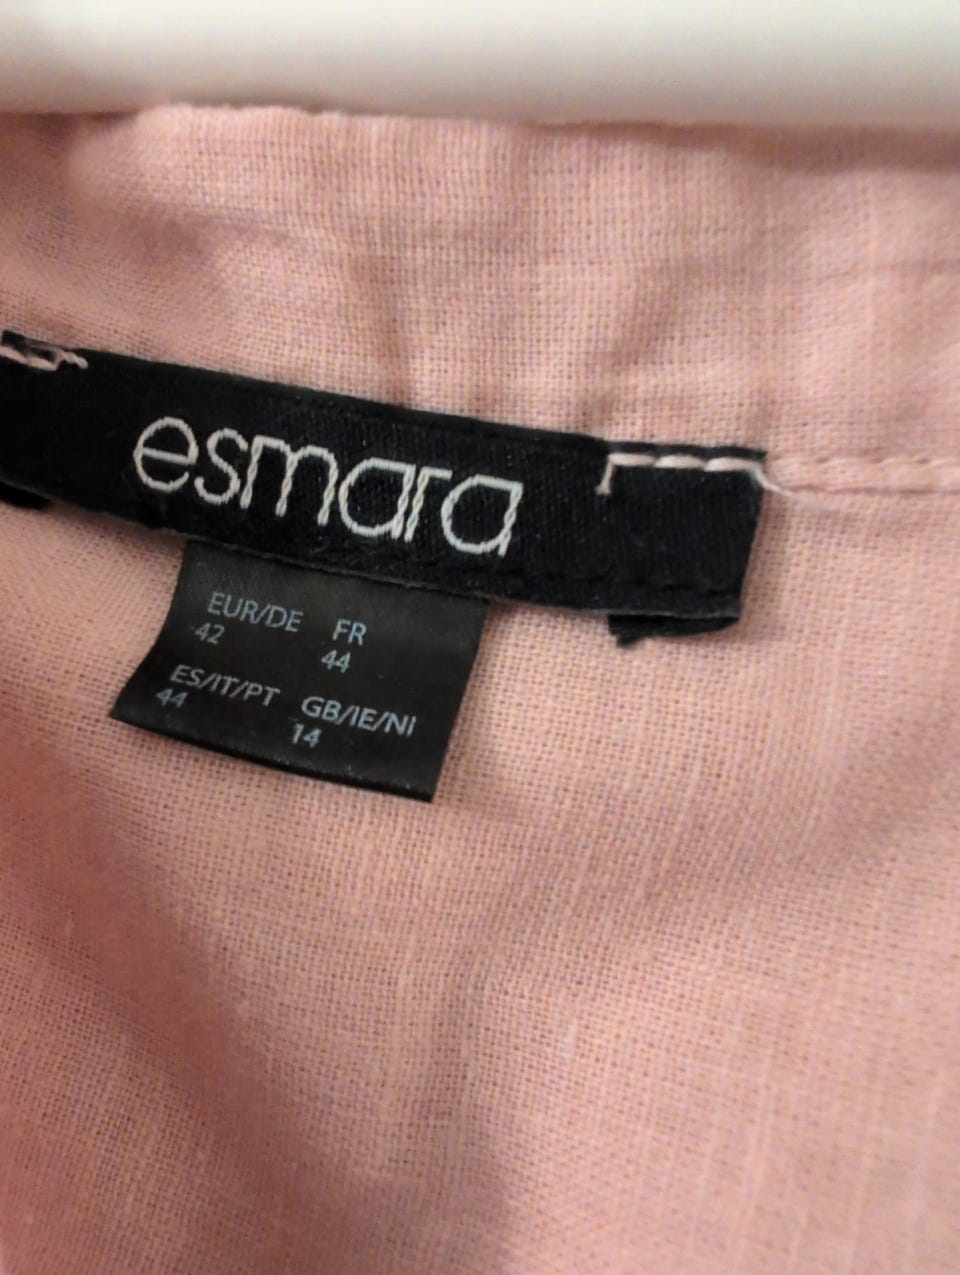 esmara
EUR/DE FR
42 44
ES/IT/PT GB/IE/NI
44 14